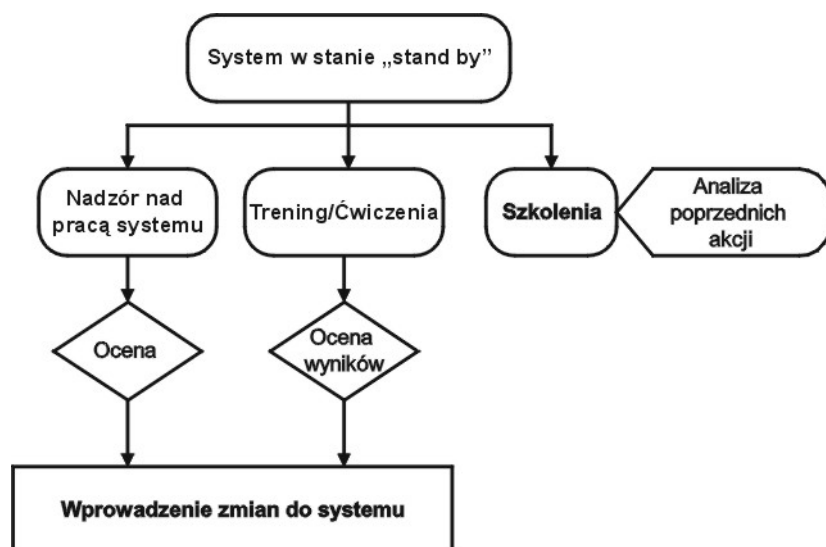 System w stanie „stand by”
Nadzór nad
pracą systemu
Trening/Ćwiczenia
Szkolenia
Analiza
poprzednich
akcji
Ocena
Ocena
wyników
Wprowadzenie zmian do systemu